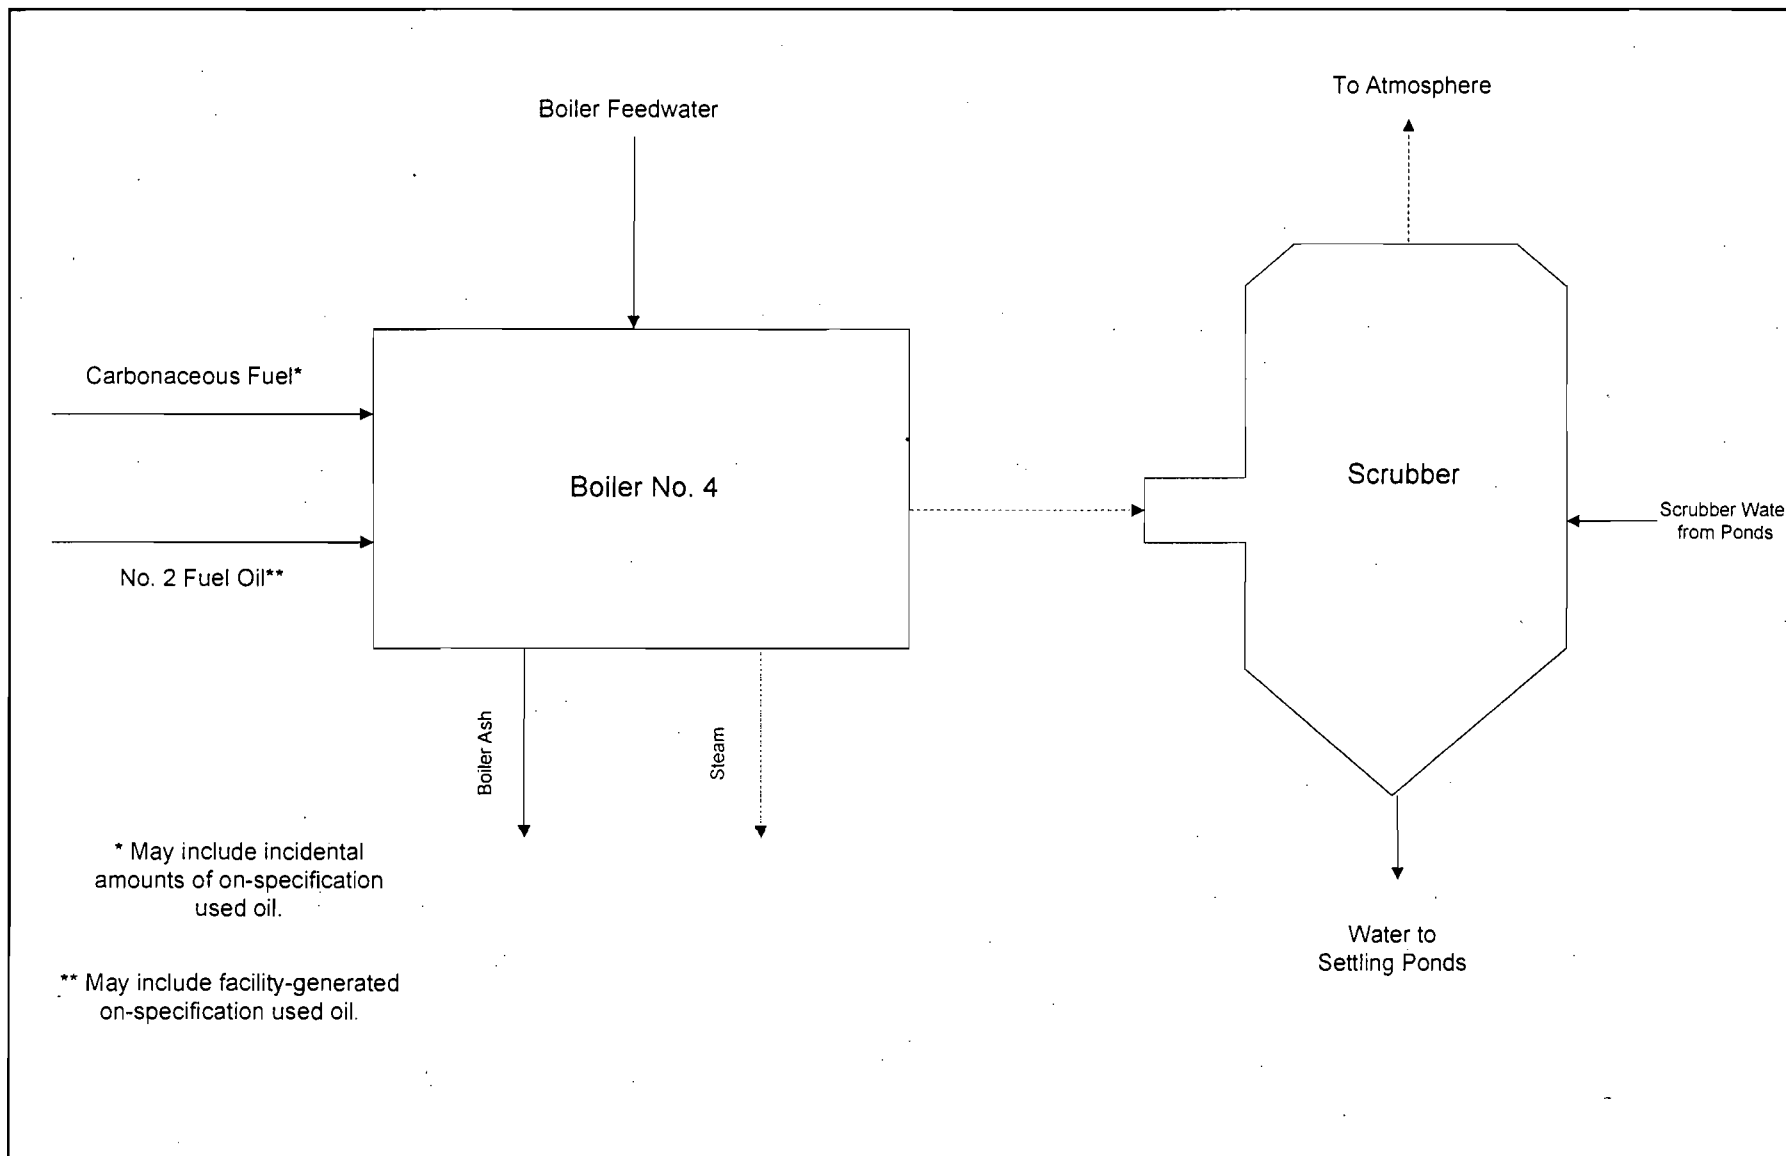 To Atmosphere
Boiler Feedwater
Carbonaceous Fuel*
Boiler No. 4
Scrubber
Scrubber Wate
from Ponds
No. 2 Fuel Oil**
Boiler Ash
Steam
* May include incidental
amounts of on-specification
used oil.
Water to
Settling Ponds
** May include facility-generated
on-specification used oil.